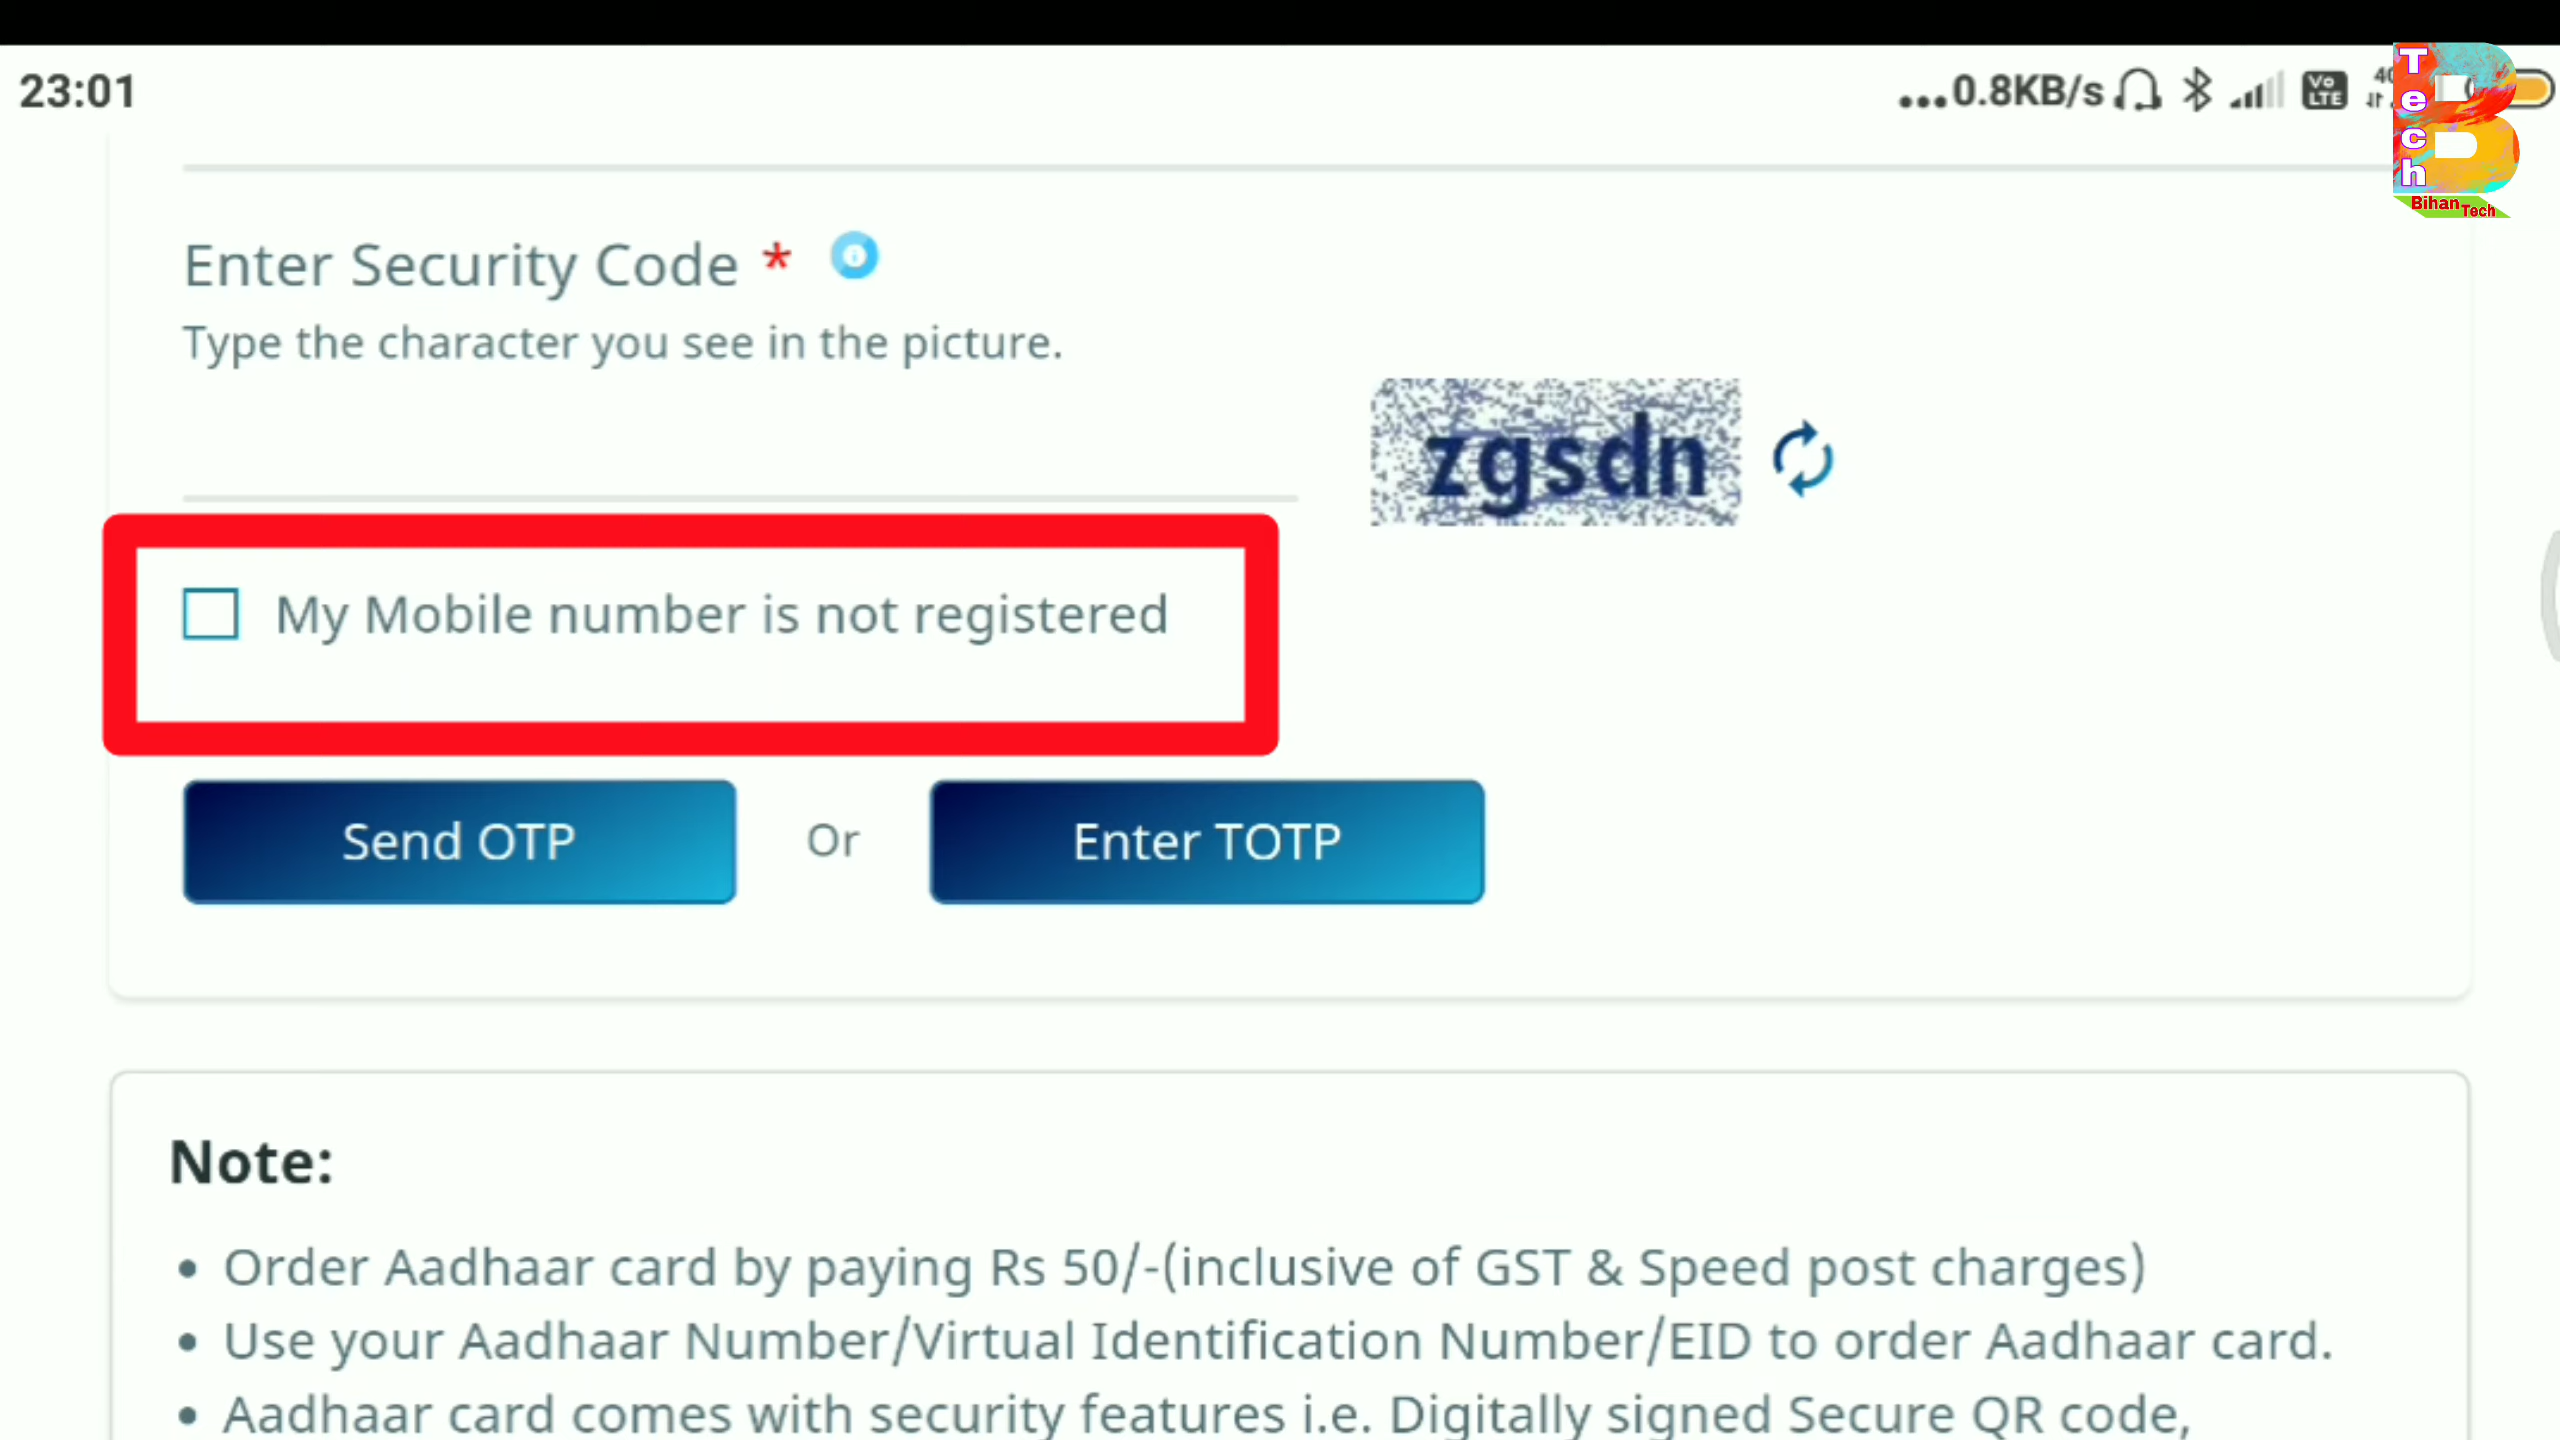 23:01
...0.8KB/s
Vo
LTE
Tech
Bihan Tech
Enter Security Code *
Type the character you see in the picture.
zgsdn
My Mobile number is not registered
Send OTP
Or
Enter TOTP
Note:
• Order Aadhaar card by paying Rs 50/-(inclusive of GST & Speed post charges)
• Use your Aadhaar Number/Virtual Identification Number/EID to order Aadhaar card.
• Aadhaar card comes with security features i.e. Digitally signed Secure QR code,